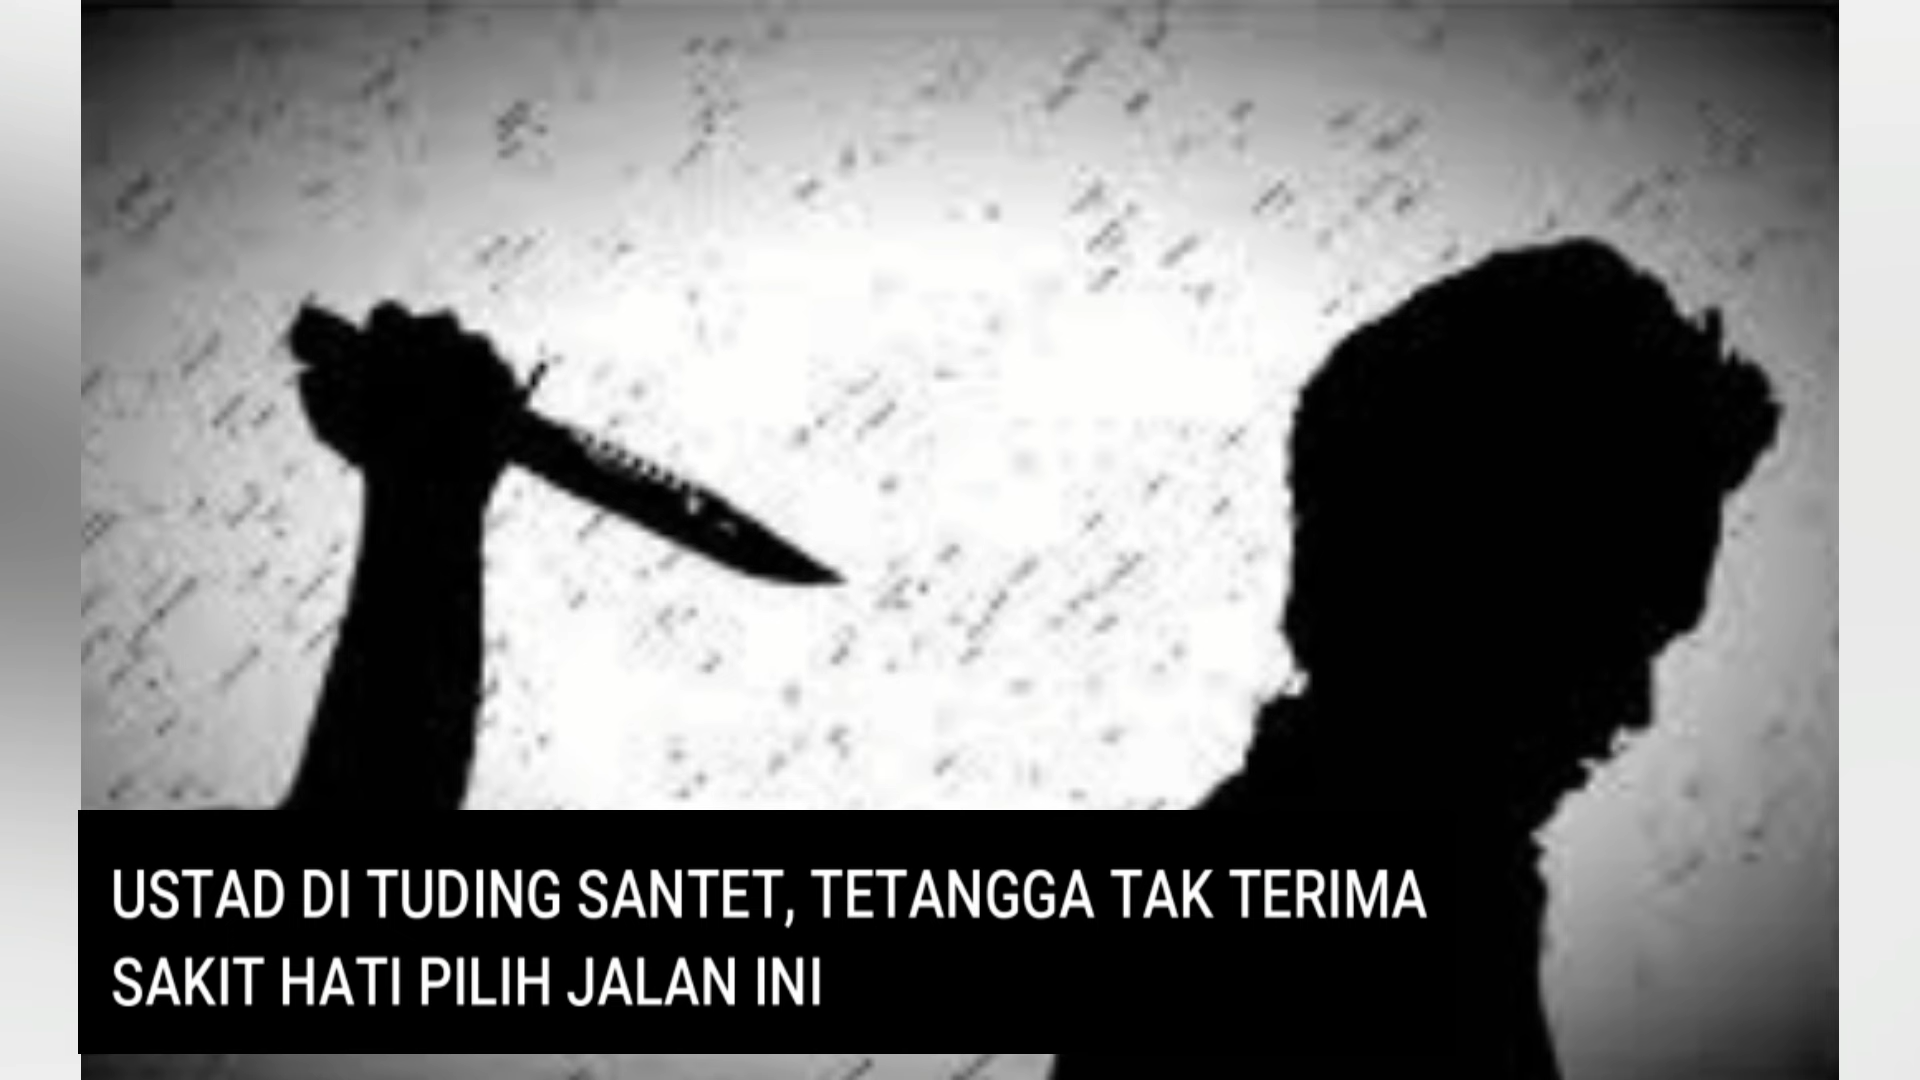 USTAD DI TUDING SANTET, TETANGGA TAK TERIMA
SAKIT HATI PILIH JALAN INI